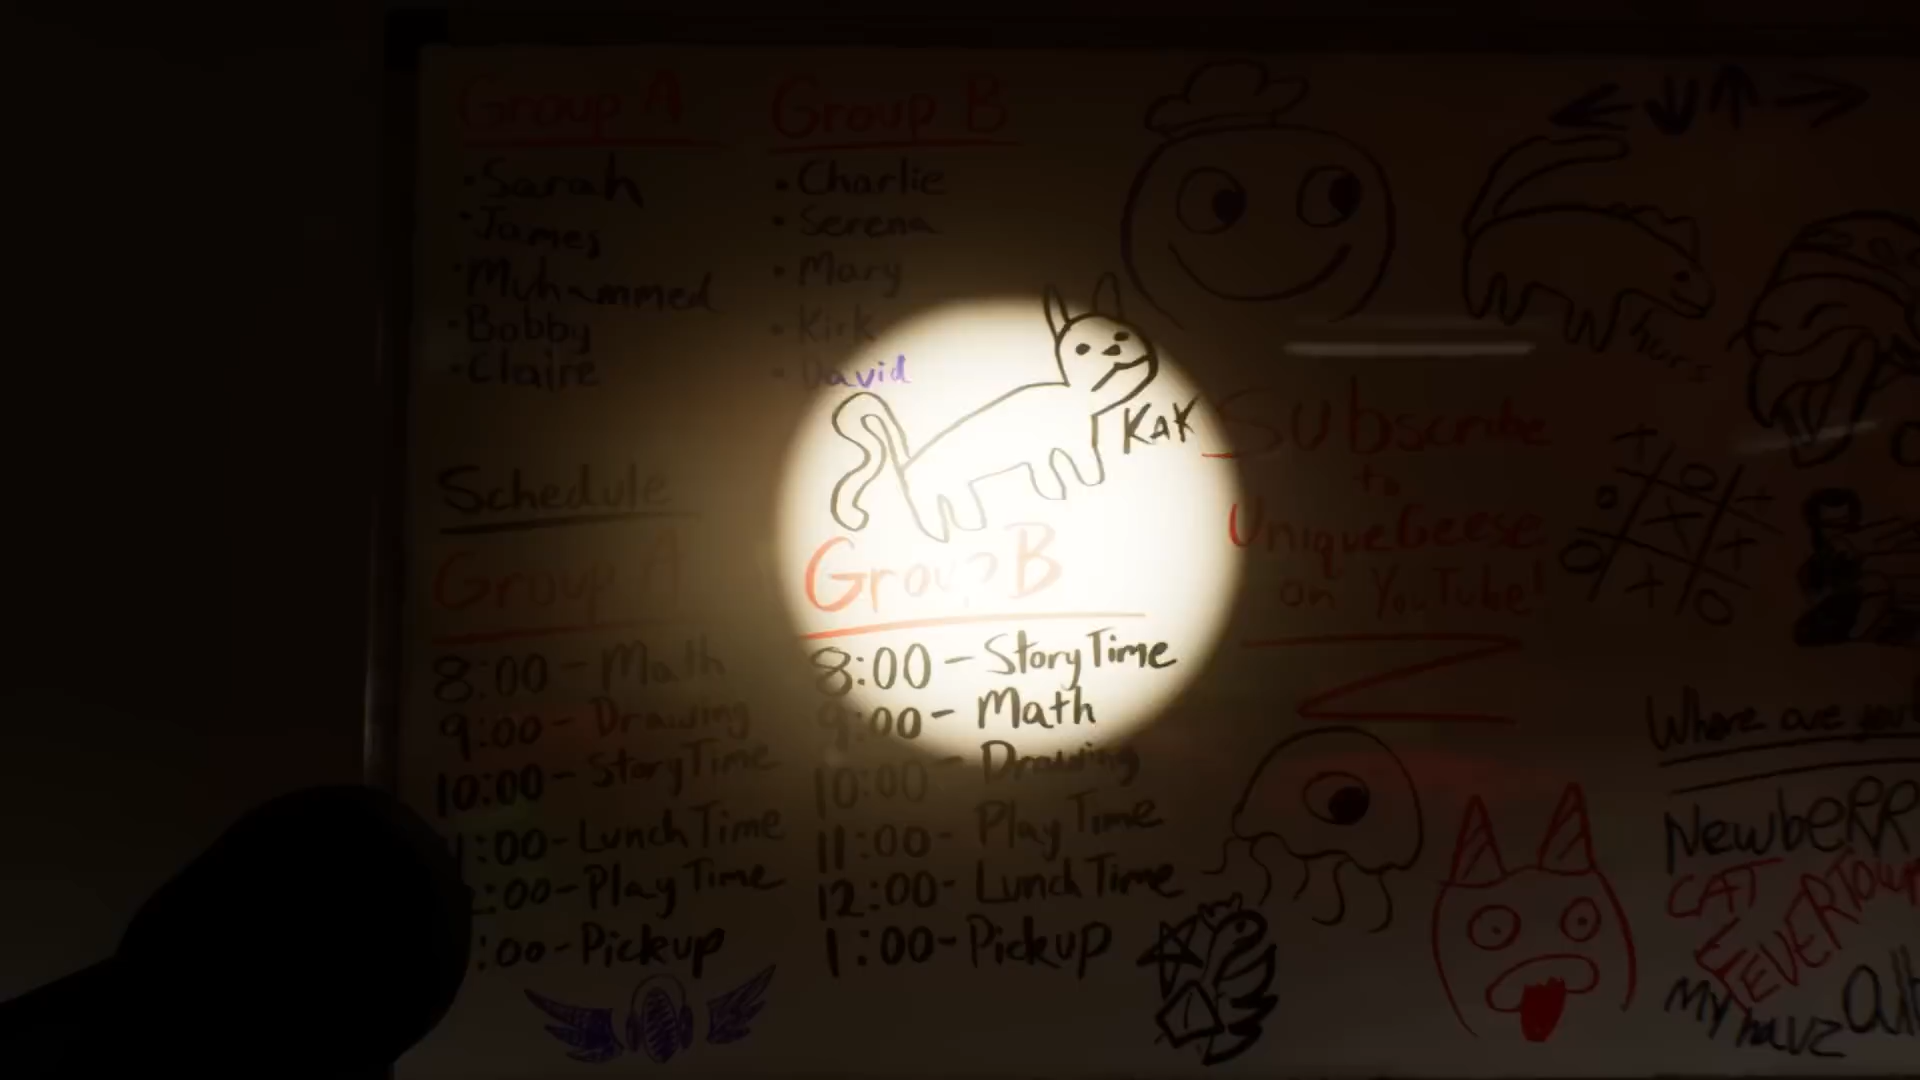 Group A
• Sarah
• James
• Muhammed
• Bobby
• Claire
Group B
• Charlie
• Serena
• Mary
• Kirk
• David
KAK
Schedule
Group A
8:00 - Math
9:00 - Drawing
10:00 - Story Time
:00 - Lunch Time
:00 - Play Time
:00 - Pickup
Group B
8:00 - Story Time
9:00 - Math
10:00 - Drawing
11:00 - Play Time
12:00 - Lunch Time
1:00 - Pickup
Subscribe
to
UniqueGeese
on YouTube!
Where are
NewbeRR
CAT
FEVERTOWN
My